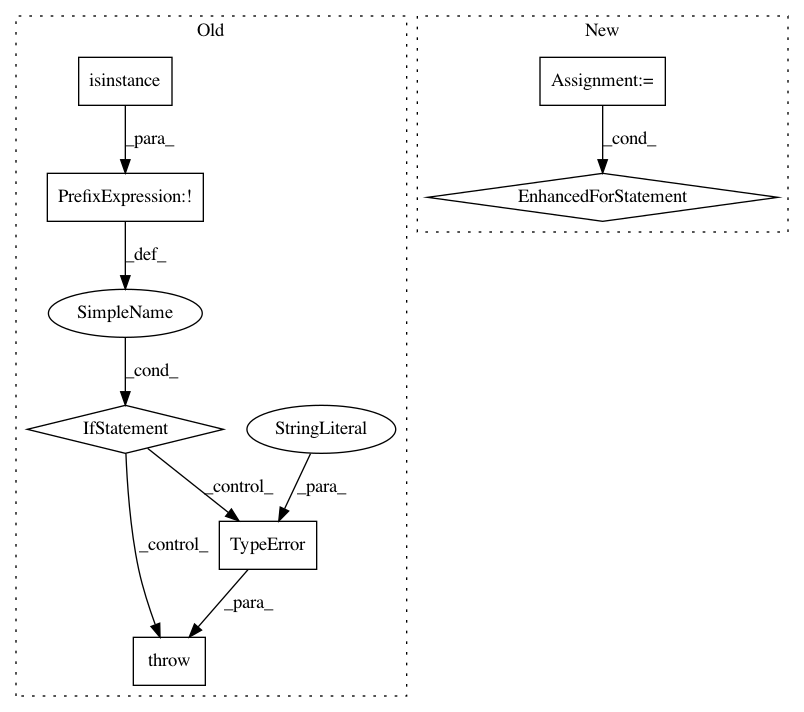 Old
New
isinstance
Assignment:=
_para_
_cond_
PrefixExpression:!
EnhancedForStatement
_def_
SimpleName
_cond_
IfStatement
StringLiteral
_control_
_para_
_control_
TypeError
_para_
throw